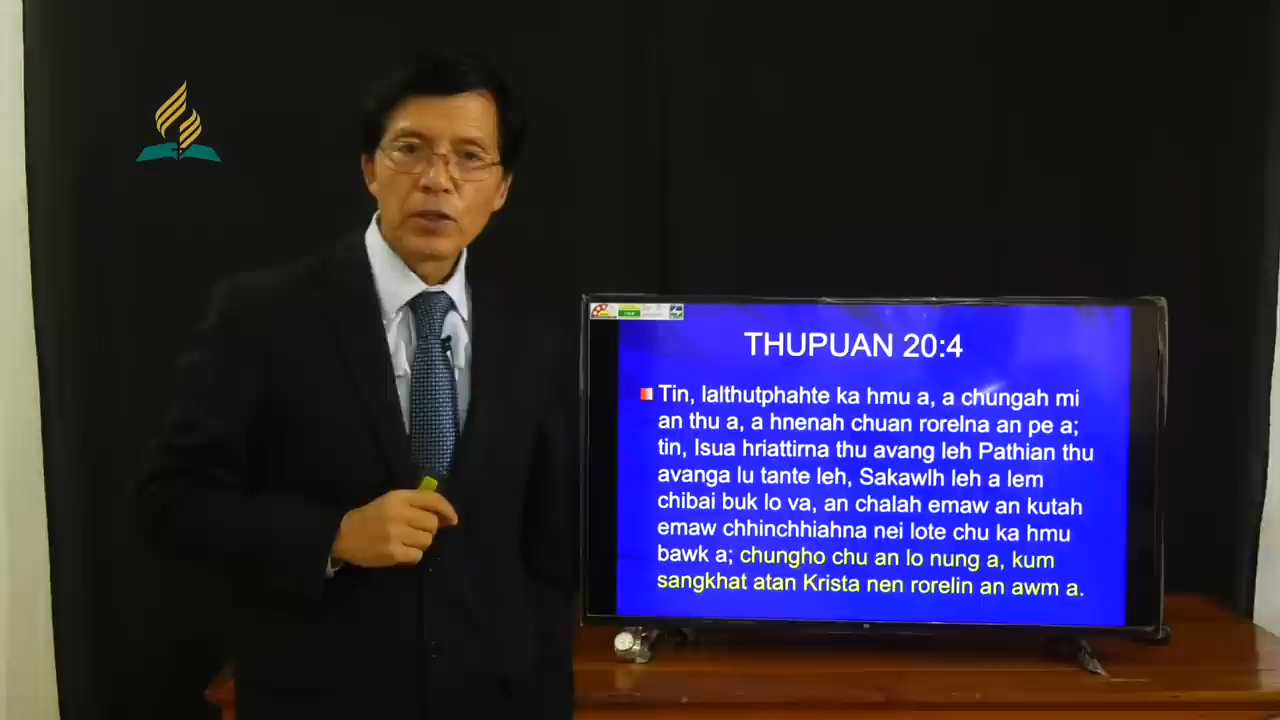 THUPUAN 20:4
Tin, lalthutphahte ka hmu a, a chungah mi
an thu a, a hnenah chuan rorelna an pe a;
tin, Isua hriattirna thu avang leh Pathian thu
avanga lu tante leh, Sakawlh leh a lem
chibai buk lo va, an chalah emaw an kutah
emaw chhinchhiahna nei lote chu ka hmu
bawk a; chungho chu an lo nung a, kum
sangkhat atan Krista nen rorelin an awm a.